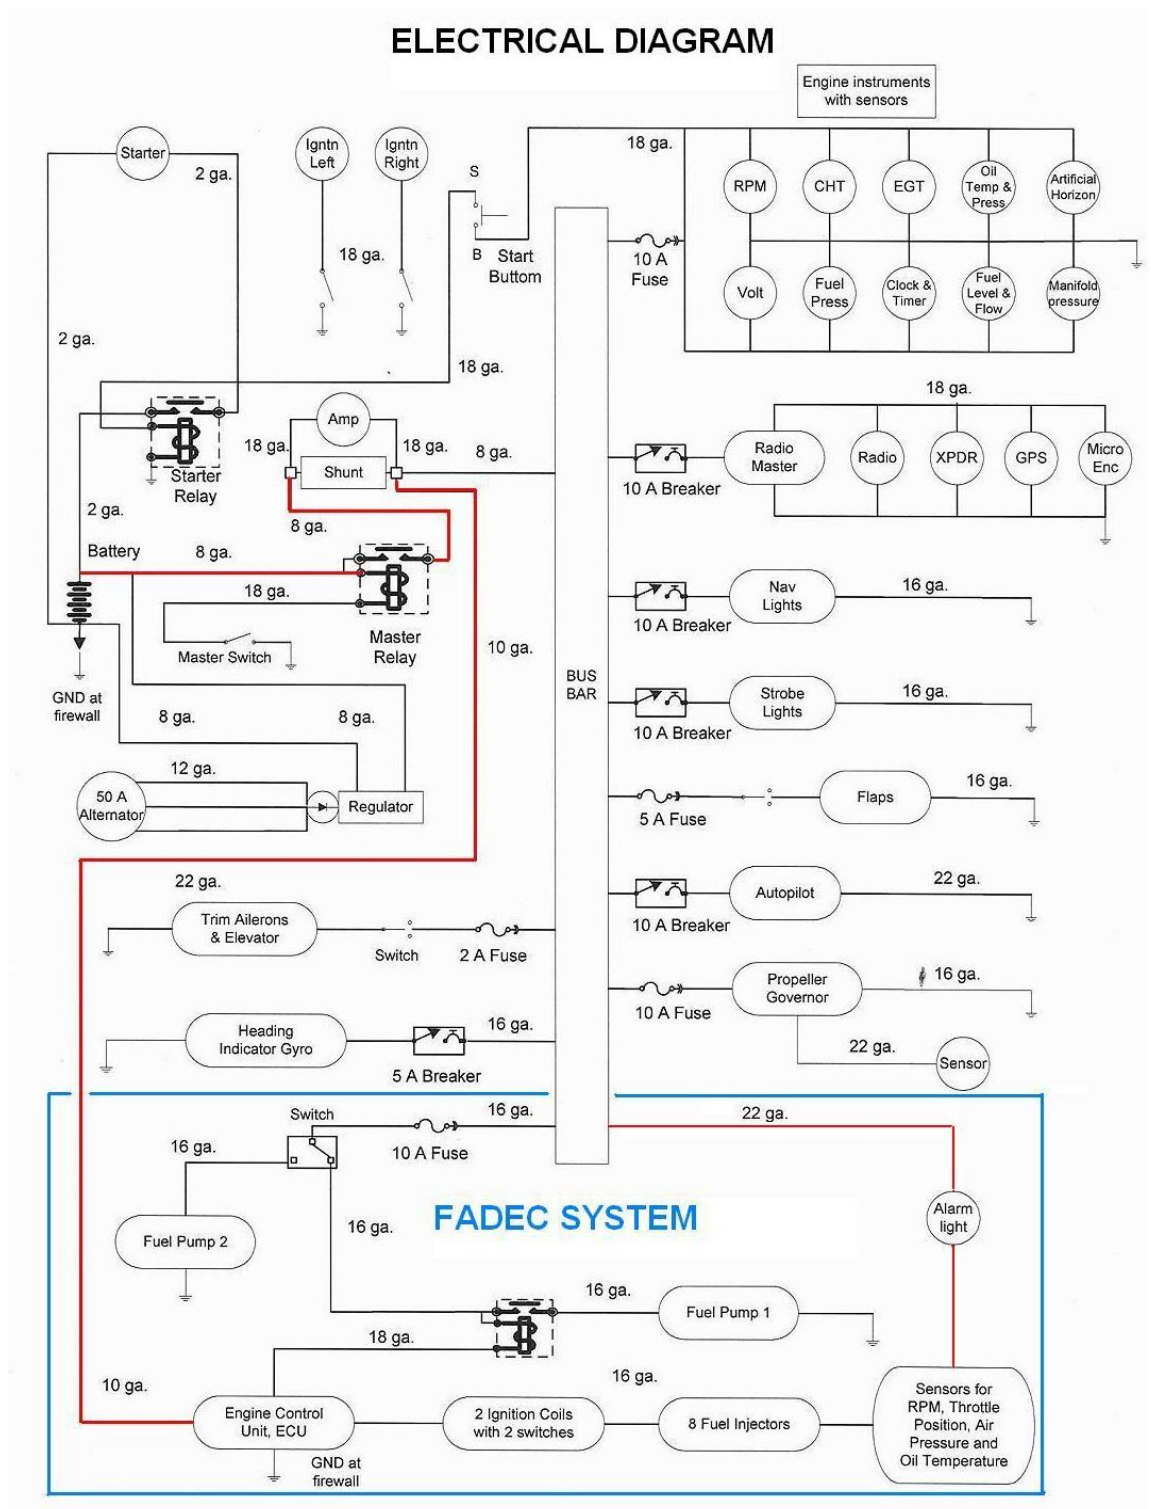 ELECTRICAL DIAGRAM
Engine instruments
with sensors
Starter
2 ga.
Igntn
Left
Igntn
Right
18 ga.
S
B
Start
Buttom
18 ga.
RPM
CHT
EGT
Oil
Temp &
Press
Artificial
Horizon
10 A
Fuse
Volt
Fuel
Press
Clock &
Timer
Fuel
Level &
Flow
Manifold
pressure
2 ga.
18 ga.
18 ga.
Amp
18 ga.
18 ga.
Shunt
8 ga.
Starter
Relay
10 A Breaker
Radio
Master
Radio
XPDR
GPS
Micro
Enc
2 ga.
8 ga.
Battery
8 ga.
18 ga.
Master Switch
Master
Relay
10 ga.
GND at
firewall
8 ga.
8 ga.
BUS
BAR
10 A Breaker
Nav
Lights
16 ga.
10 A Breaker
Strobe
Lights
16 ga.
12 ga.
50 A
Alternator
Regulator
5 A Fuse
Flaps
16 ga.
22 ga.
Trim Ailerons
& Elevator
Switch
2 A Fuse
10 A Breaker
Autopilot
22 ga.
Heading
Indicator Gyro
5 A Breaker
16 ga.
10 A Fuse
Propeller
Governor
16 ga.
22 ga.
Sensor
Switch
16 ga.
10 A Fuse
22 ga.
16 ga.
Fuel Pump 2
16 ga.
FADEC SYSTEM
Alarm
light
16 ga.
Fuel Pump 1
18 ga.
10 ga.
16 ga.
Engine Control
Unit, ECU
2 Ignition Coils
with 2 switches
8 Fuel Injectors
Sensors for
RPM, Throttle
Position, Air
Pressure and
Oil Temperature
GND at
firewall